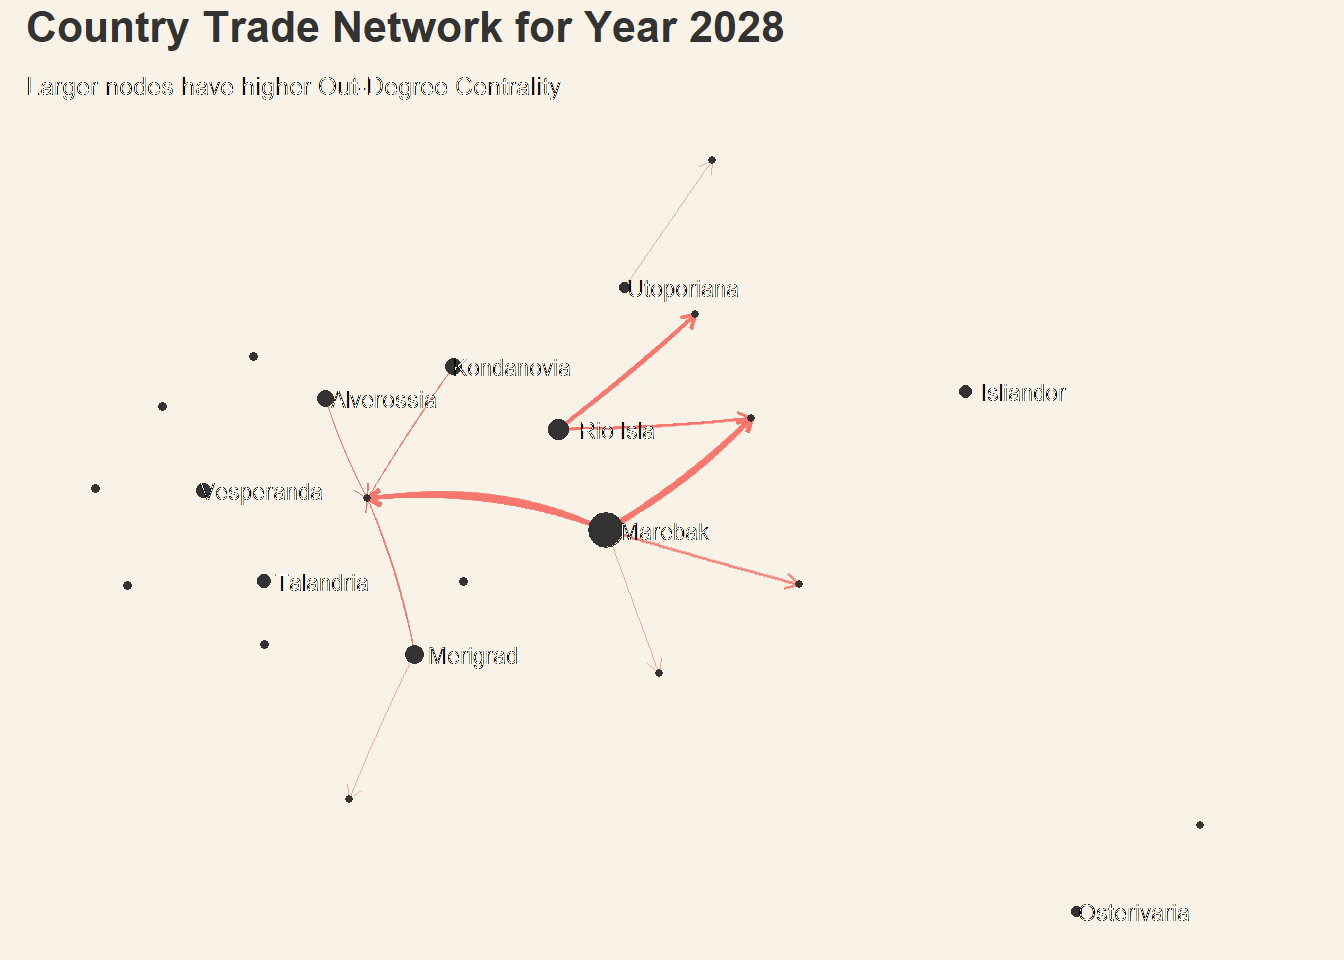 Country Trade Network for Year 2028
Larger nodes have higher Out-Degree Centrality
Utoporiana
Kondanovia
Isliandor
Alverossia
Rio Isla
Vesperanda
Marebak
Talandria
Merigrad
Osterivaria